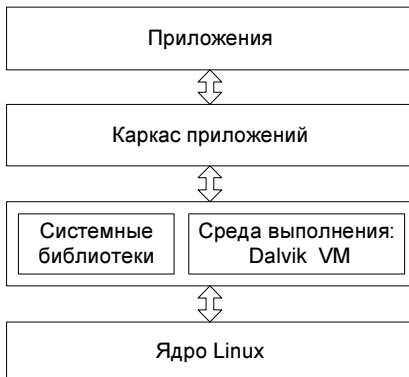 Приложения
Каркас приложений
Системные
библиотеки
Среда выполнения:
Dalvik VM
Ядро Linux